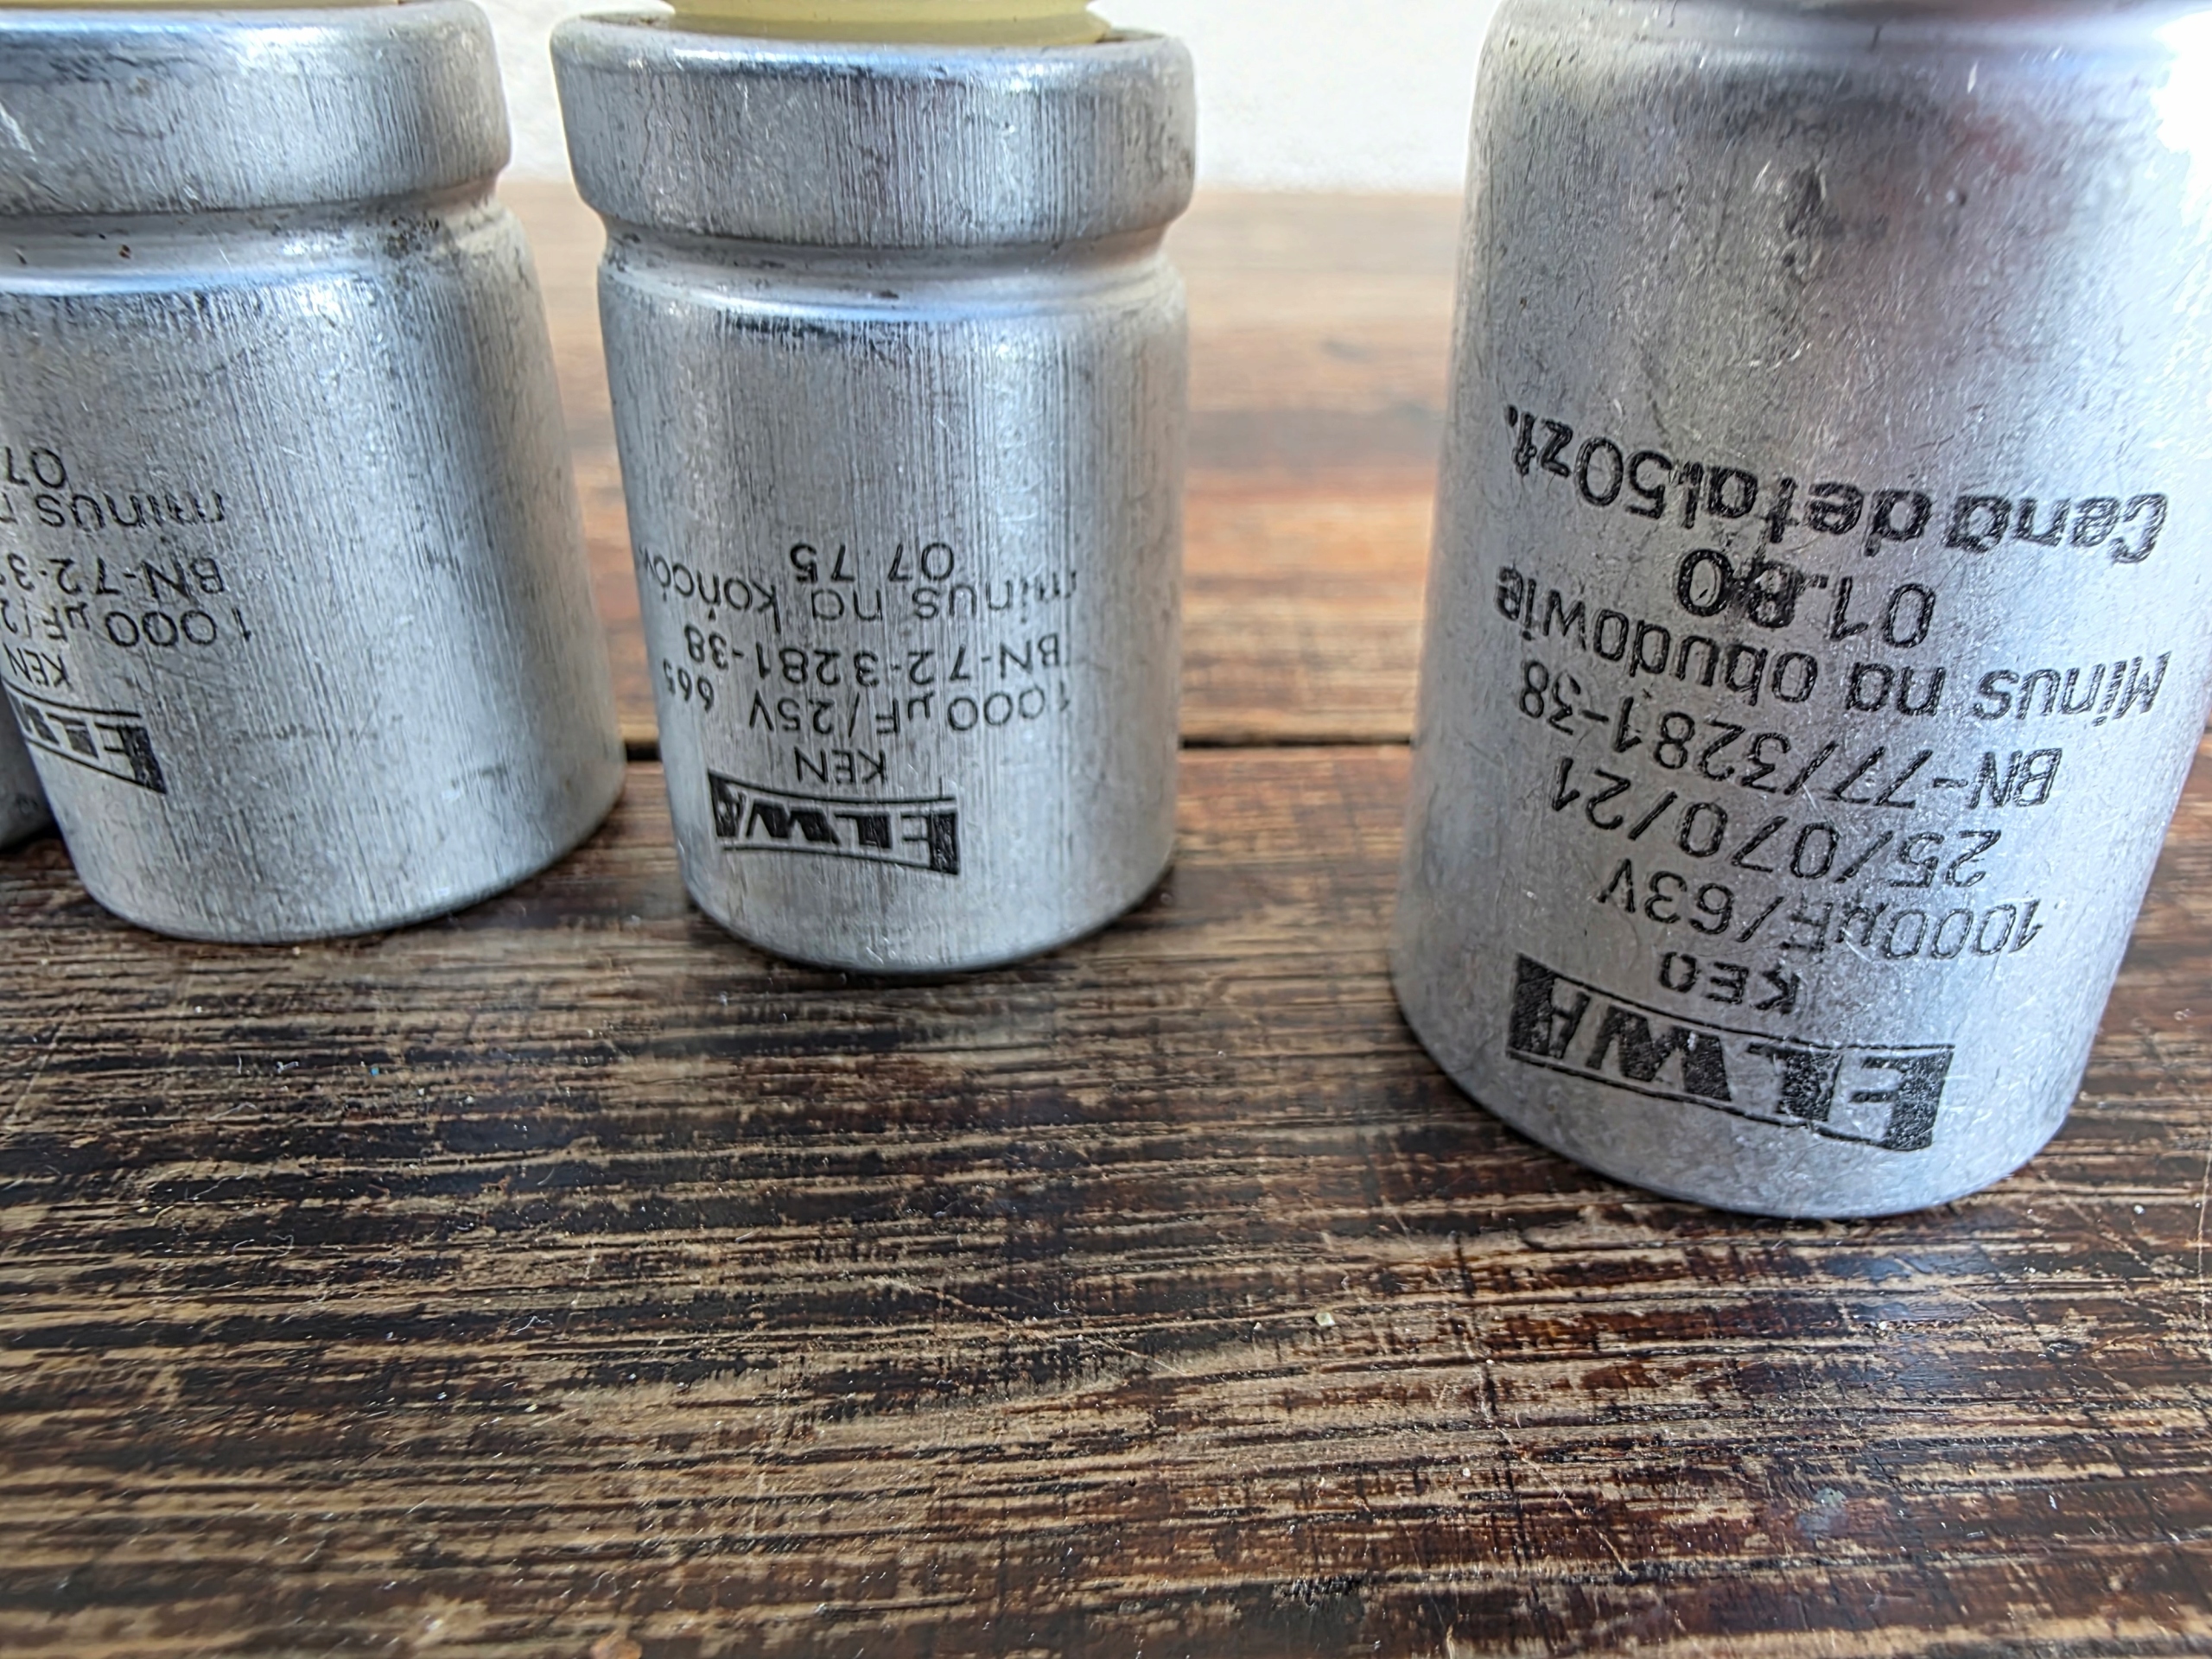 ELWA
KEN
1000µF/2
BN-72-3
minus n
07
ELWA
KEN
1000µF/25V 665
BN-72-3281-38
minus na końców
07 75
ELWA
KEO
1000µF/63V
25/070/21
BN-77/3281-38
Minus na obudowie
01.80
Cena detal.50zł.